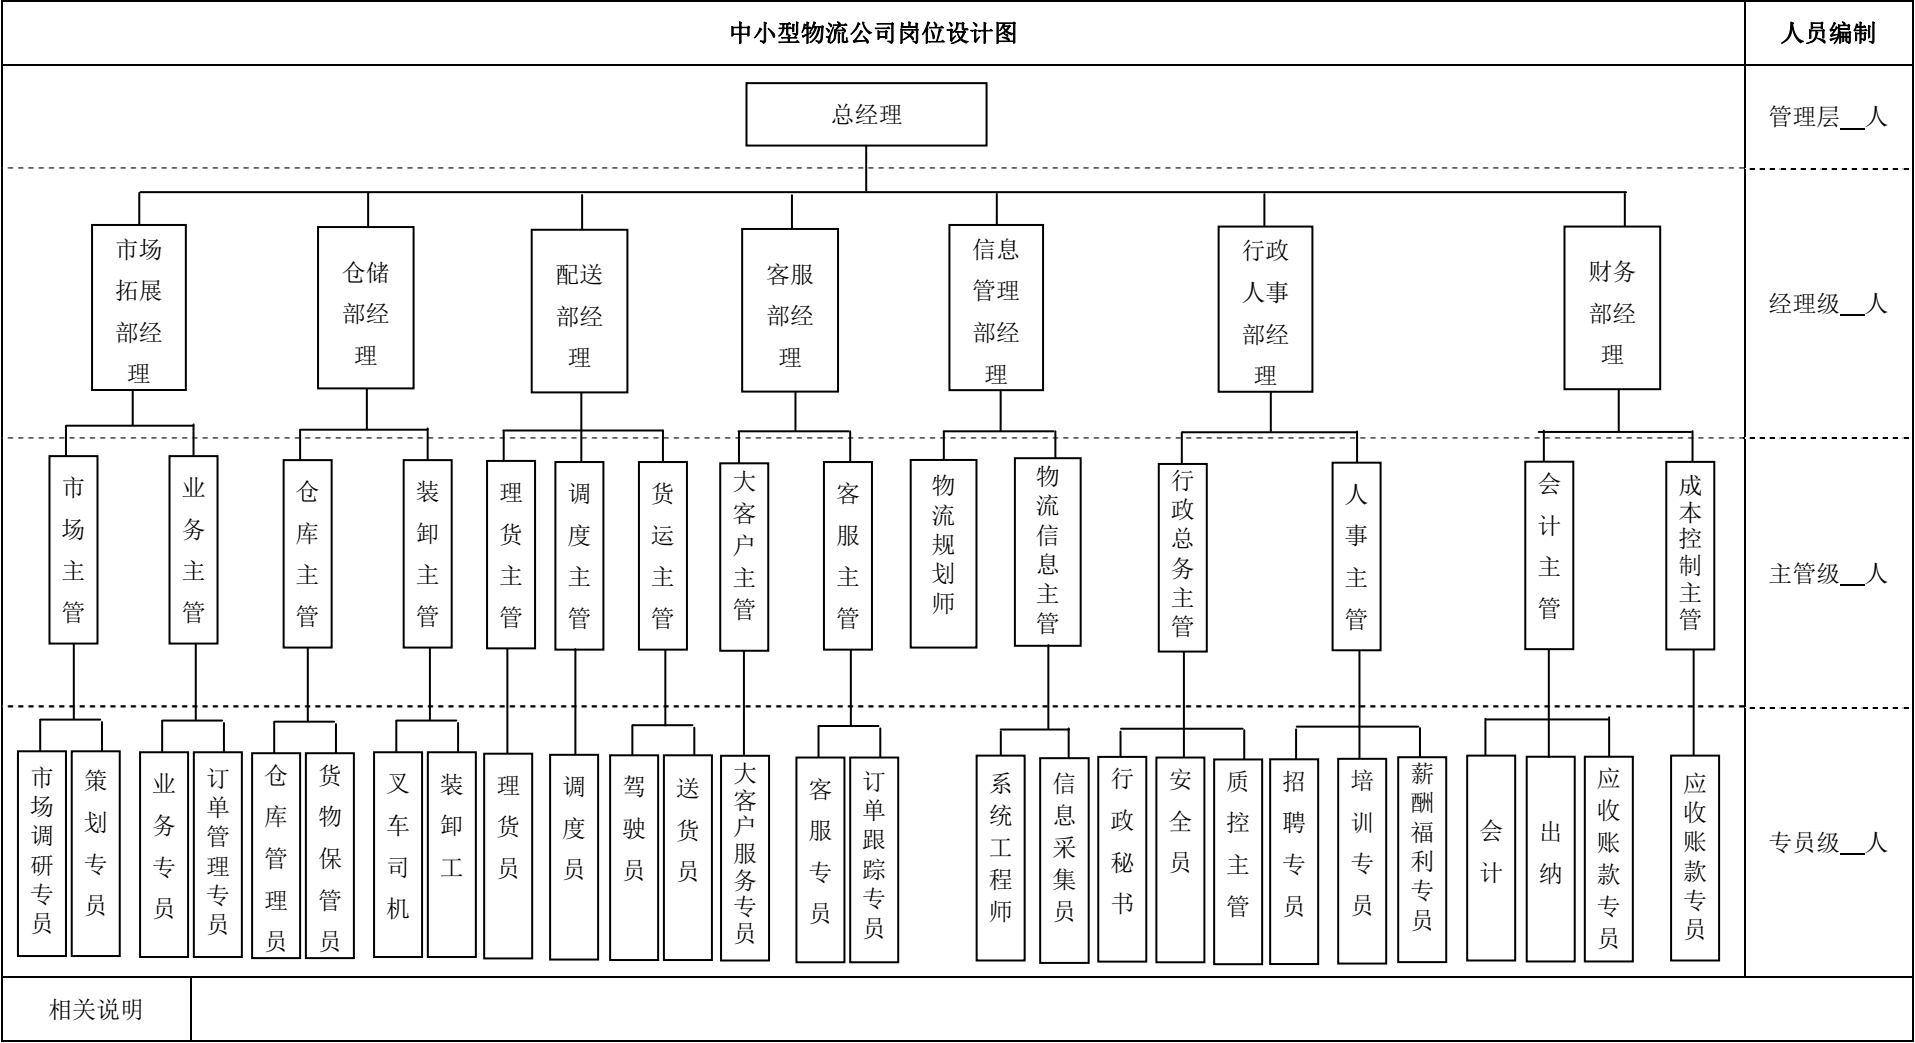 中小型物流公司岗位设计图
人员编制
总经理
管理层__人
市场拓展部经理
仓储部经理
配送部经理
客服部经理
信息管理部经理
行政人事部经理
财务部经理
经理级__人
市场主管
业务主管
仓库主管
装卸主管
理货主管
调度主管
货运主管
大客户主管
客服主管
物流规划师
物流信息主管
行政总务主管
人事主管
会计主管
成本控制主管
主管级__人
市场调研专员
策划专员
业务专员
订单管理专员
仓库管理员
货物保管员
叉车司机
装卸工
理货员
调度员
驾驶员
送货员
大客户服务专员
客服专员
订单跟踪专员
系统工程师
信息采集员
行政秘书
安全员
质控主管
招聘专员
培训专员
薪酬福利专员
会计
出纳
应收账款专员
应收账款专员
专员级__人
相关说明